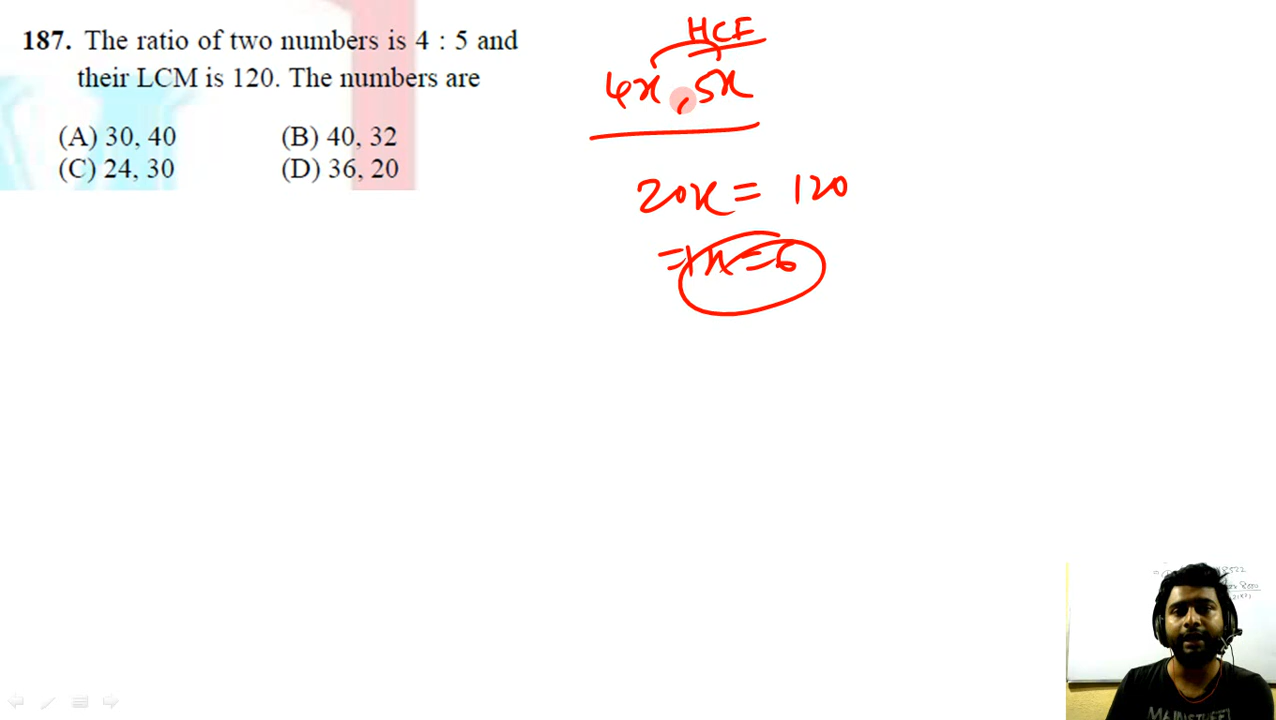 187. The ratio of two numbers is 4 : 5 and
their LCM is 120. The numbers are
(A) 30, 40 (B) 40, 32
(C) 24, 30 (D) 36, 20
HCF
4x, 5x
20x = 120
=> x = 6
MAINSTREET